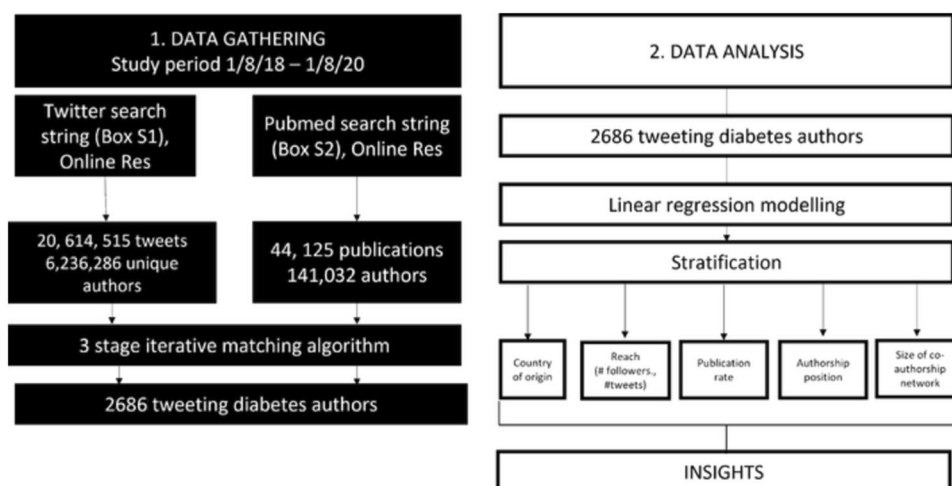 1. DATA GATHERING
Study period 1/8/18 – 1/8/20
Twitter search
string (Box S1),
Online Res
Pubmed search string
(Box S2), Online Res
20, 614, 515 tweets
6,236,286 unique
authors
44, 125 publications
141,032 authors
3 stage iterative matching algorithm
2686 tweeting diabetes authors
2. DATA ANALYSIS
2686 tweeting diabetes authors
Linear regression modelling
Stratification
Country
of origin
Reach
(# followers.,
#tweets)
Publication
rate
Authorship
position
Size of co-
authorship
network
INSIGHTS